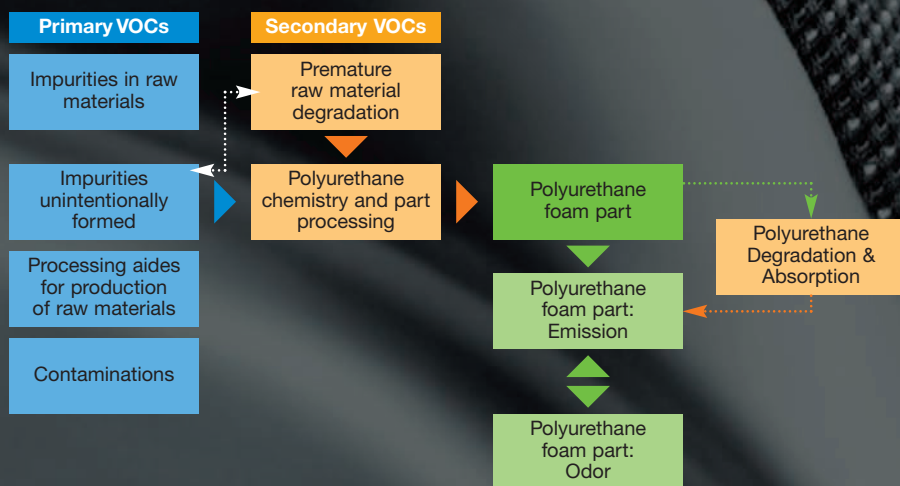 Primary VOCs
Secondary VOCs
Impurities in raw
materials
Premature
raw material
degradation
Impurities
unintentionally
formed
Polyurethane
chemistry and part
processing
Polyurethane
foam part
Polyurethane
Degradation &
Absorption
Processing aides
for production
of raw materials
Polyurethane
foam part:
Emission
Contaminations
Polyurethane
foam part:
Odor